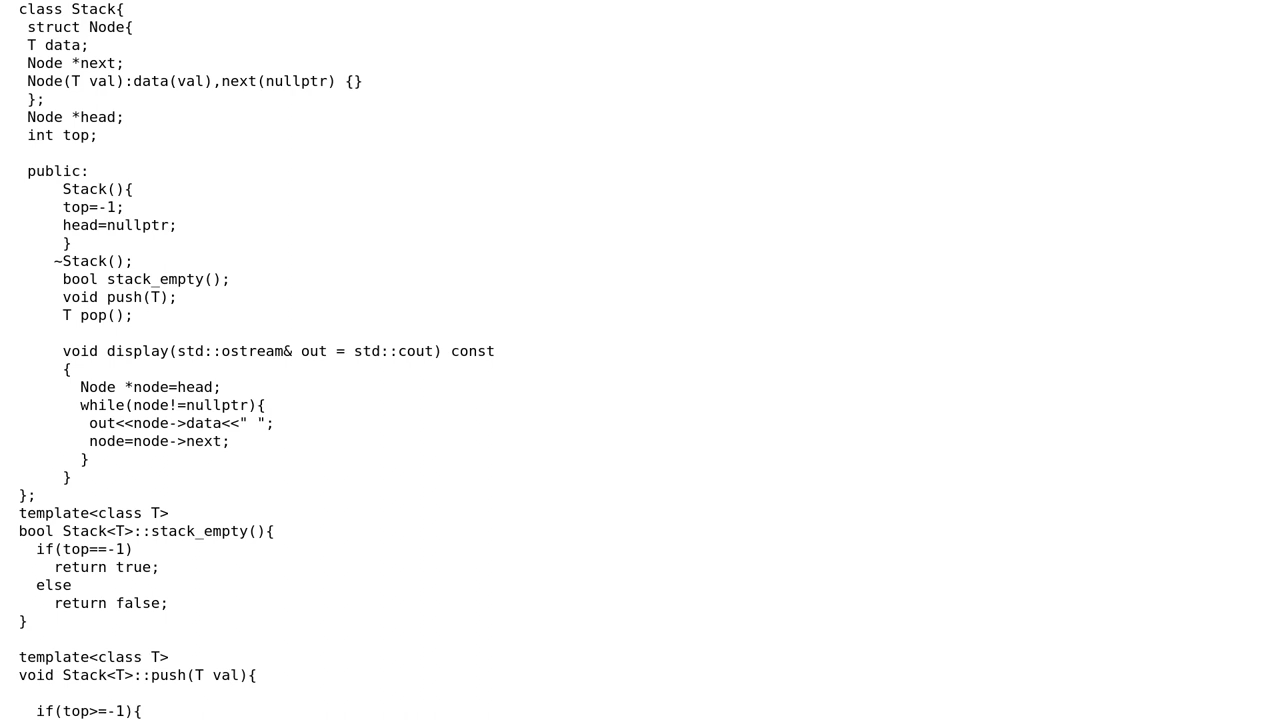 class Stack{
 struct Node{
 T data;
 Node *next;
 Node(T val):data(val),next(nullptr) {}
 };
 Node *head;
 int top;

 public:
     Stack(){
     top=-1;
     head=nullptr;
     }
    ~Stack();
     bool stack_empty();
     void push(T);
     T pop();

     void display(std::ostream& out = std::cout) const
     {
       Node *node=head;
       while(node!=nullptr){
        out<<node->data<<" ";
        node=node->next;
       }
     }
};
template<class T>
bool Stack<T>::stack_empty(){
  if(top==-1)
    return true;
  else
    return false;
}

template<class T>
void Stack<T>::push(T val){

  if(top>=-1){